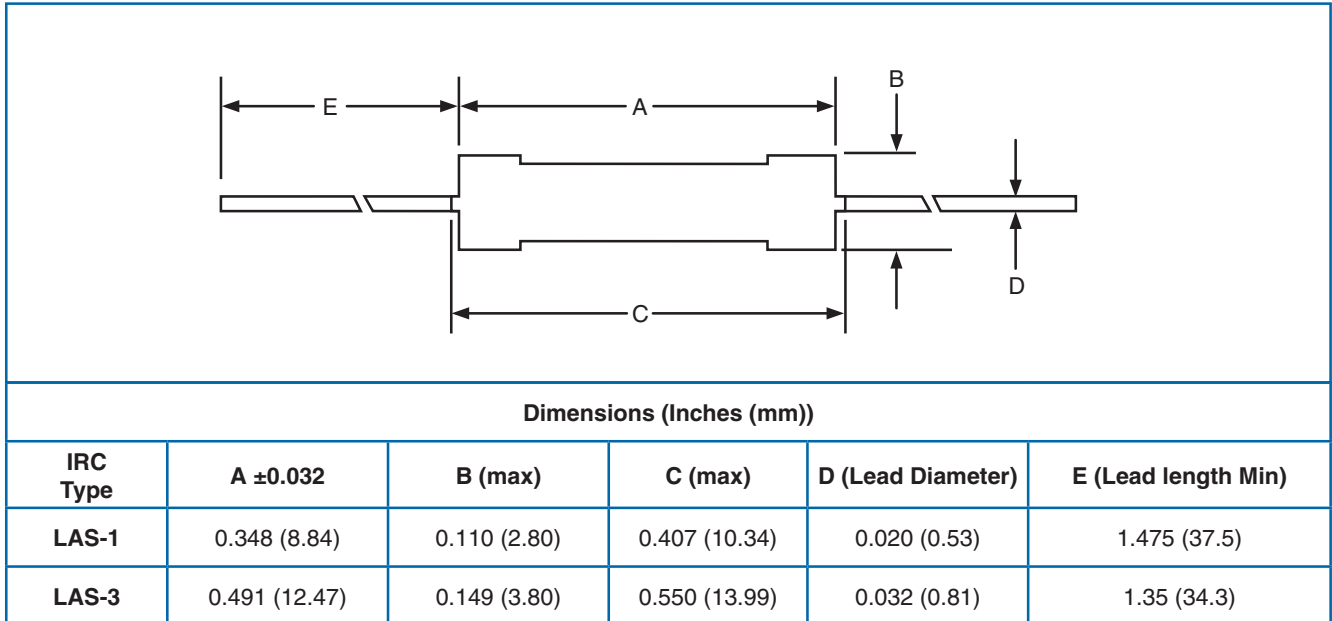 B
E
A
D
C
Dimensions (Inches (mm))
IRC Type A ±0.032 B (max) C (max) D (Lead Diameter) E (Lead length Min)
LAS-1 0.348 (8.84) 0.110 (2.80) 0.407 (10.34) 0.020 (0.53) 1.475 (37.5)
LAS-3 0.491 (12.47) 0.149 (3.80) 0.550 (13.99) 0.032 (0.81) 1.35 (34.3)